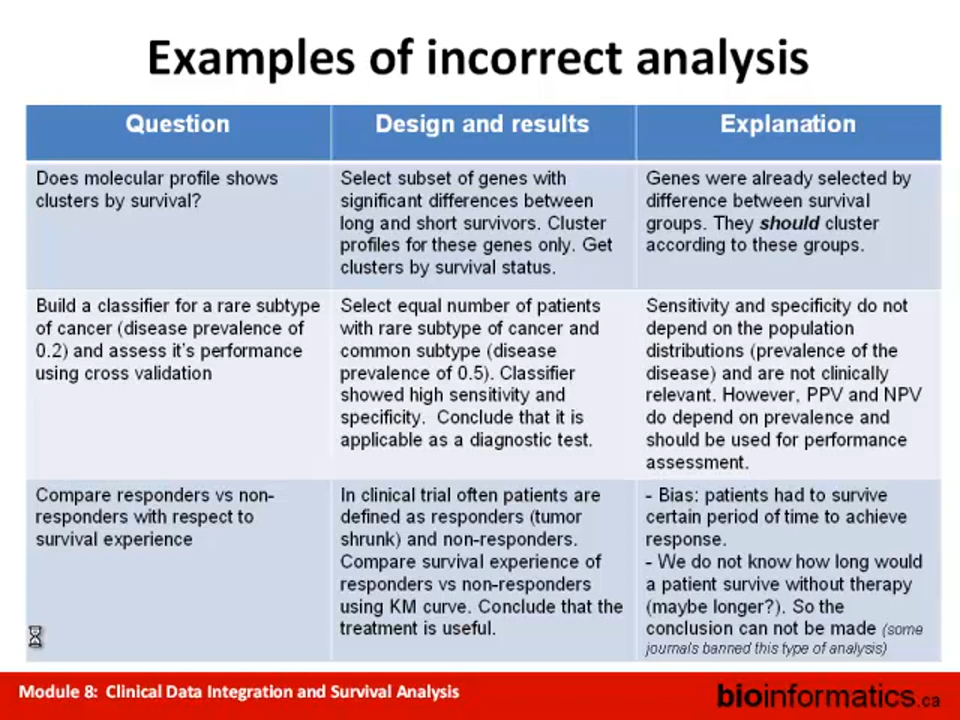 Examples of incorrect analysis
Question
Design and results
Explanation
Does molecular profile shows
clusters by survival?
Select subset of genes with
significant differences between
long and short survivors. Cluster
profiles for these genes only. Get
clusters by survival status.
Genes were already selected by
difference between survival
groups. They should cluster
according to these groups.
Build a classifier for a rare subtype
of cancer (disease prevalence of
0.2) and assess it's performance
using cross validation
Select equal number of patients
with rare subtype of cancer and
common subtype (disease
prevalence of 0.5). Classifier
showed high sensitivity and
specificity. Conclude that it is
applicable as a diagnostic test.
Sensitivity and specificity do not
depend on the population
distributions (prevalence of the
disease) and are not clinically
relevant. However, PPV and NPV
do depend on prevalence and
should be used for performance
assessment.
Compare responders vs non-
responders with respect to
survival experience
In clinical trial often patients are
defined as responders (tumor
shrunk) and non-responders.
Compare survival experience of
responders vs non-responders
using KM curve. Conclude that the
treatment is useful.
- Bias: patients had to survive
certain period of time to achieve
response.
- We do not know how long would
a patient survive without therapy
(maybe longer?). So the
conclusion can not be made (some
journals banned this type of analysis)
Module 8: Clinical Data Integration and Survival Analysis
bioinformatics.ca